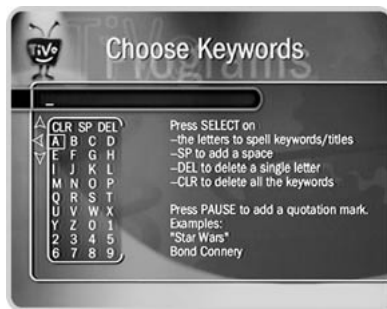 TiVo
Choose Keywords
TiVo Programs
CLR SP DEL
A B C D
E F G H
I J K L
M N O P
Q R S T
U V W X
Y Z 0 1
2 3 4 5
6 7 8 9
Press SELECT on
–the letters to spell keywords/titles
–SP to add a space
–DEL to delete a single letter
–CLR to delete all the keywords
Press PAUSE to add a quotation mark.
Examples:
"Star Wars"
Bond Connery